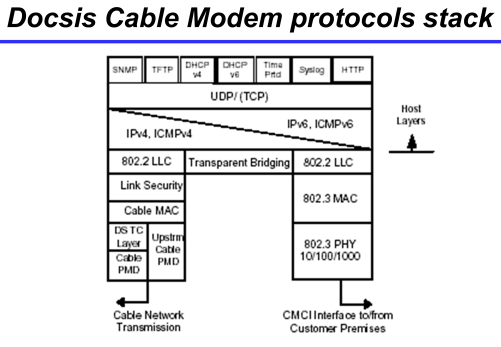 Docsis Cable Modem protocols stack
SNMP
TFTP
DHCP
v4
DHCP
v6
Time
Prtcl
Syslog
HTTP
UDP/ (TCP)
IPv4, ICMPv4
IPv6, ICMPv6
Host
Layers
802.2 LLC
Transparent Bridging
802.2 LLC
Link Security
Cable MAC
802.3 MAC
DS TC
Layer
Cable
PMD
Upstrm
Cable
PMD
802.3 PHY
10/100/1000
Cable Network
Transmission
CMCI Interface to/from
Customer Premises